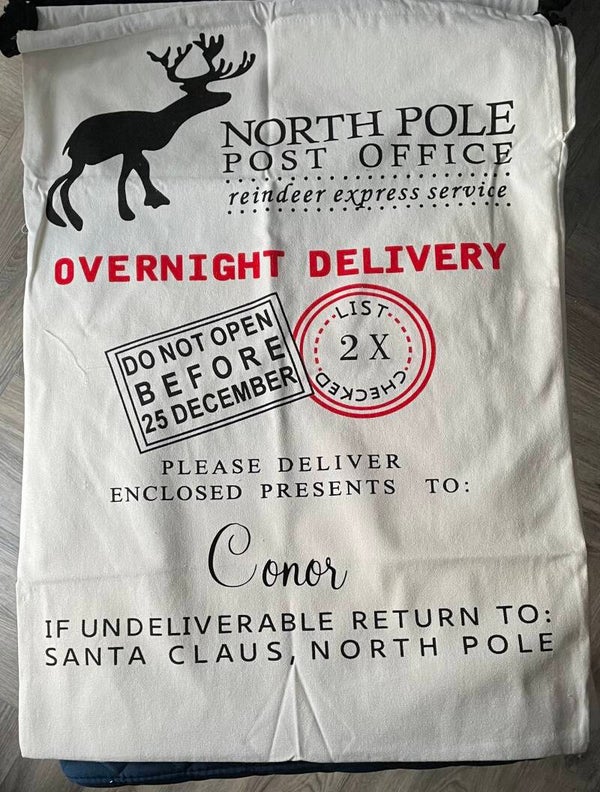 NORTH POLE
POST OFFICE
reindeer express service
OVERNIGHT DELIVERY
DO NOT OPEN
BEFORE
25 DECEMBER
LIST
2 X
CHECKED
PLEASE DELIVER
ENCLOSED PRESENTS TO:
Conor
IF UNDELIVERABLE RETURN TO:
SANTA CLAUS, NORTH POLE